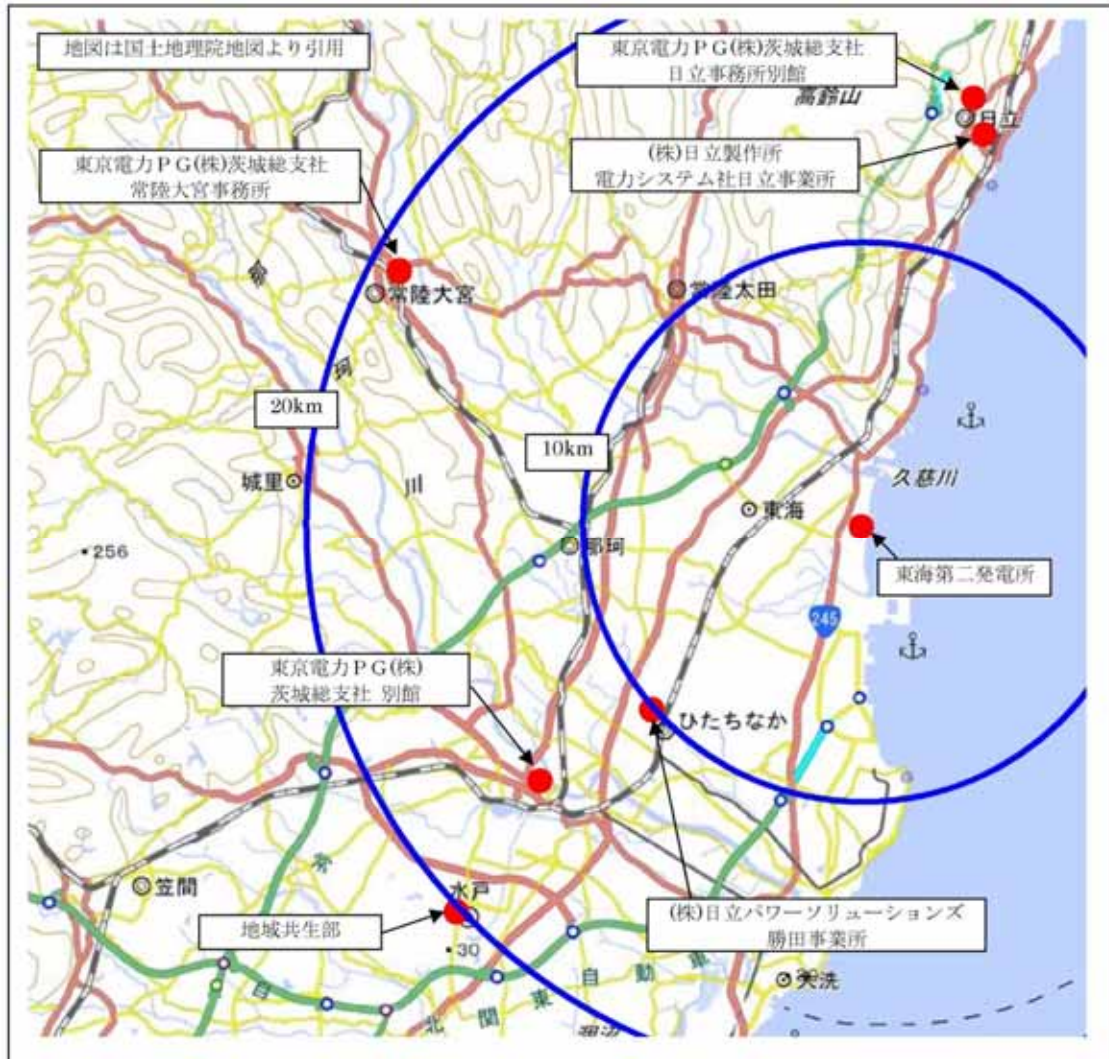 地図は国土地理院地図より引用
東京電力PG(株)茨城総支社
日立事務所別館
高鈴山
日立
(株)日立製作所
電力システム社日立事業所
東京電力PG(株)茨城総支社
常陸大宮事務所
常陸大宮
常陸太田
那
珂
川
20km
10km
城里
久慈川
東海
256
那珂
東海第二発電所
245
東京電力PG(株)
茨城総支社 別館
ひたちなか
笠間
水戸
地域共生部
30
(株)日立パワーソリューションズ
勝田事業所
大洗
北関東自動車